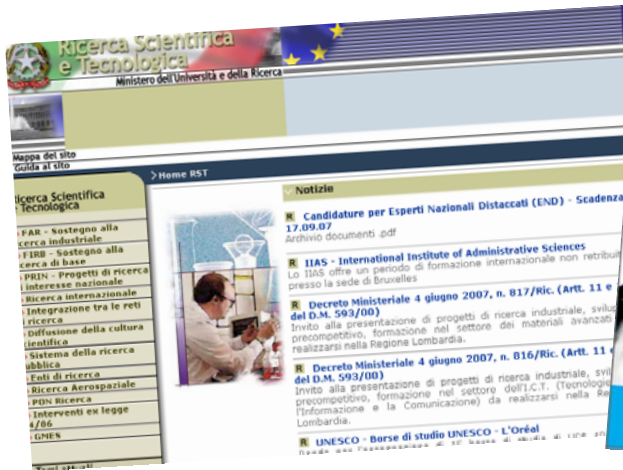 Ricerca Scientifica
e Tecnologica
Ministero dell'Università e della Ricerca
Mappa del sito
Guida al sito
Home RST
Ricerca Scientifica
Tecnologica
FAR - Sostegno alla
ricerca industriale
FIRB - Sostegno alla
ricerca di base
PRIN - Progetti di ricerca
interesse nazionale
Ricerca internazionale
Integrazione tra le reti
ricerca
Diffusione della cultura
scientifica
Sistema della ricerca
pubblica
Enti di ricerca
Ricerca Aerospaziale
PON Ricerca
Interventi ex legge
4/86
GMES
Temi attuali
Notizie
R Candidature per Esperti Nazionali Distaccati (END) - Scadenza
17.09.07
Archivio documenti .pdf
R IIAS - International Institute of Administrative Sciences
Lo IIAS offre un periodo di formazione internazionale non retribuit
presso la sede di Bruxelles
R Decreto Ministeriale 4 giugno 2007, n. 817/Ric. (Artt. 11 e
del D.M. 593/00)
Invito alla presentazione di progetti di ricerca industriale, svilup
precompetitivo, formazione nel settore dei materiali avanzati
realizzarsi nella Regione Lombardia.
R Decreto Ministeriale 4 giugno 2007, n. 816/Ric. (Artt. 11 e
del D.M. 593/00)
Invito alla presentazione di progetti di ricerca industriale, svil
precompetitivo, formazione nel settore dell'I.C.T. (Tecnologie
l'Informazione e la Comunicazione) da realizzarsi nella Re
Lombardia.
R UNESCO - Borse di studio UNESCO - L'Oréal